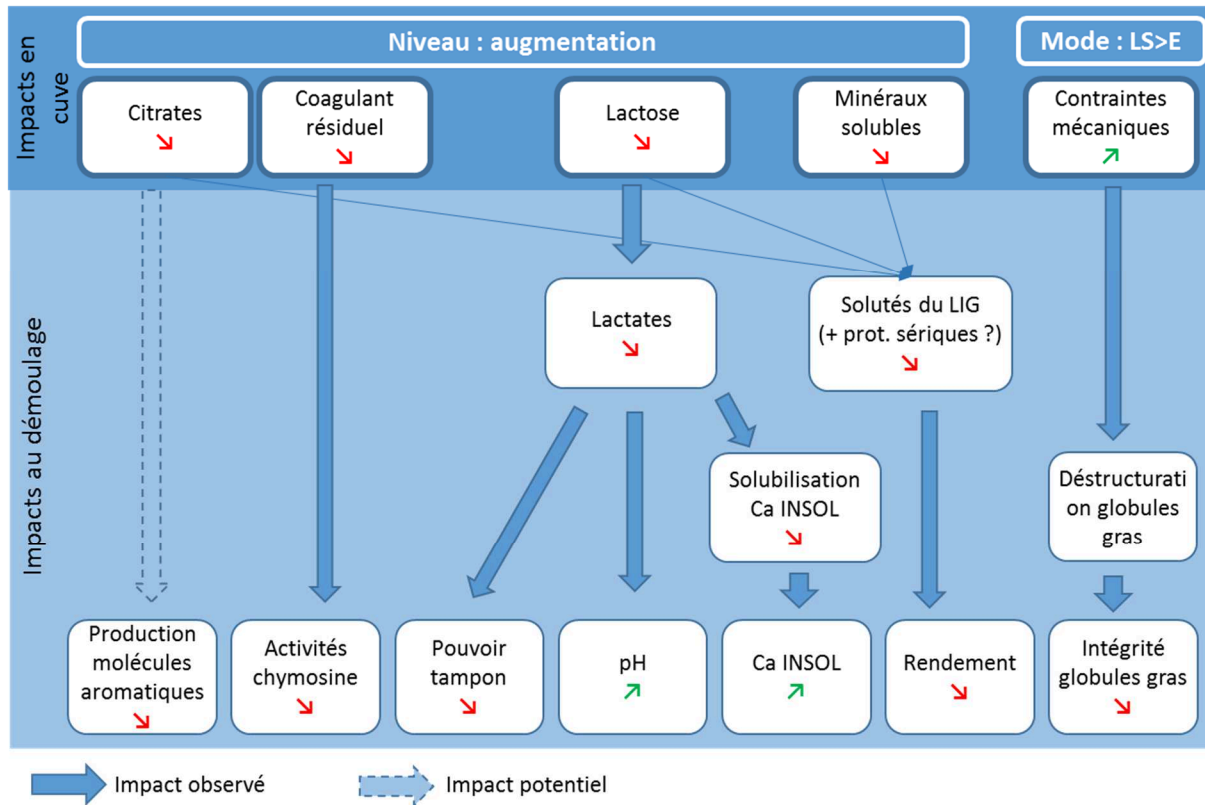 Impacts en
cuve
Niveau : augmentation
Mode : LS>E
Citrates
↘
Coagulant
résiduel
↘
Lactose
↘
Minéraux
solubles
↘
Contraintes
mécaniques
↗
Impacts au démoulage
Lactates
↘
Solutés du LIG
(+ prot. sériques ?)
↘
Solubilisation
Ca INSOL
↘
Déstructurati
on globules
gras
Production
molécules
aromatiques
↘
Activités
chymosine
↘
Pouvoir
tampon
↘
pH
↗
Ca INSOL
↗
Rendement
↘
Intégrité
globules gras
↘
Impact observé
Impact potentiel